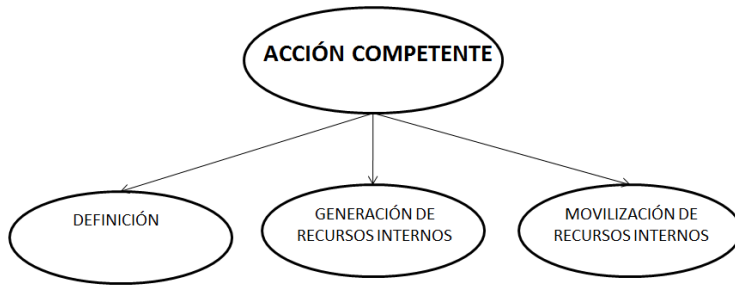 ACCIÓN COMPETENTE
DEFINICIÓN
GENERACIÓN DE
RECURSOS INTERNOS
MOVILIZACIÓN DE
RECURSOS INTERNOS